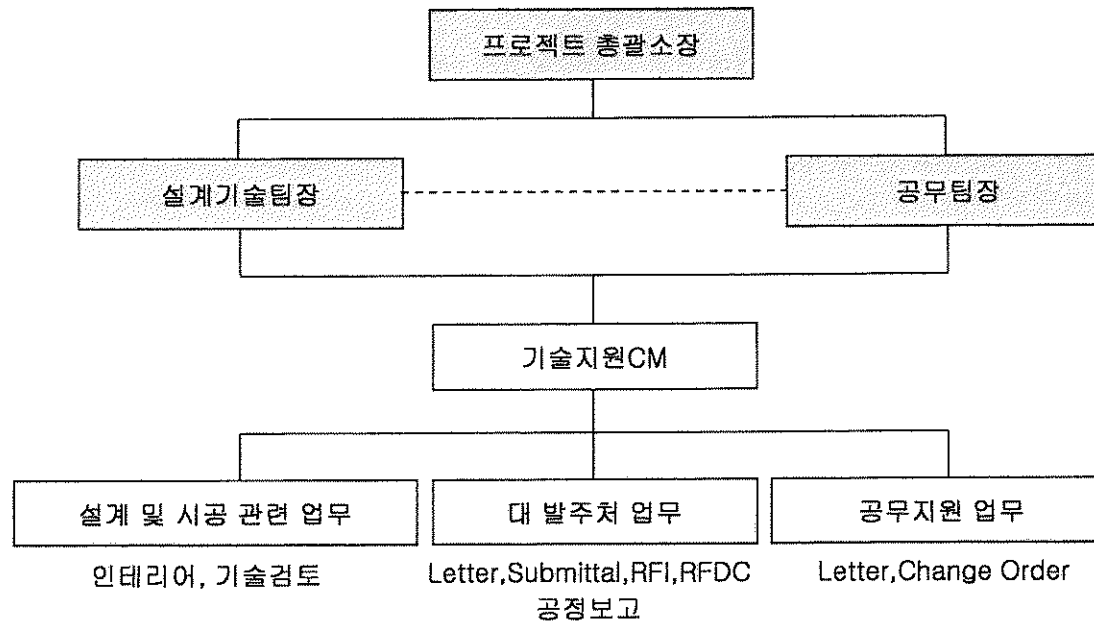 프로젝트 총괄소장
설계기술팀장
공무팀장
기술지원CM
설계 및 시공 관련 업무
대 발주처 업무
공무지원 업무
인테리어, 기술검토
Letter,Submittal,RFI,RFDC
공정보고
Letter,Change Order